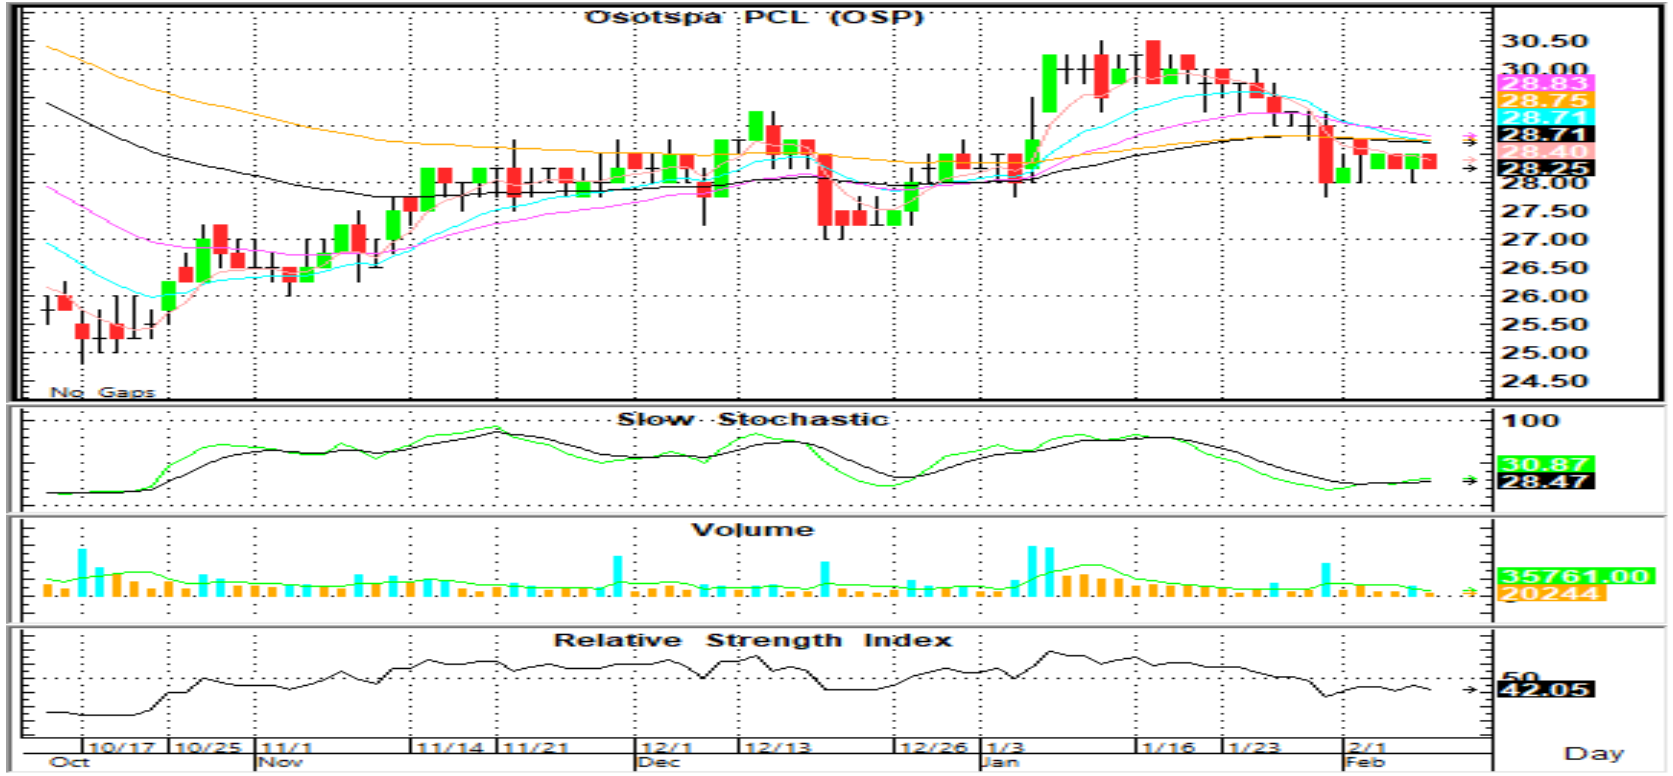 Osotspa PCL (OSP)
30.50
30.00
28.83
28.75
28.71
28.71
28.40
28.25
28.00
27.50
27.00
26.50
26.00
25.50
25.00
24.50
No Gaps
Slow Stochastic
100
30.87
28.47
Volume
35761.00
20244
Relative Strength Index
50
42.05
10/17 10/25 11/1 11/14 11/21 12/1 12/13 12/26 1/3 1/16 1/23 2/1
Oct Nov Dec Jan Feb
Day